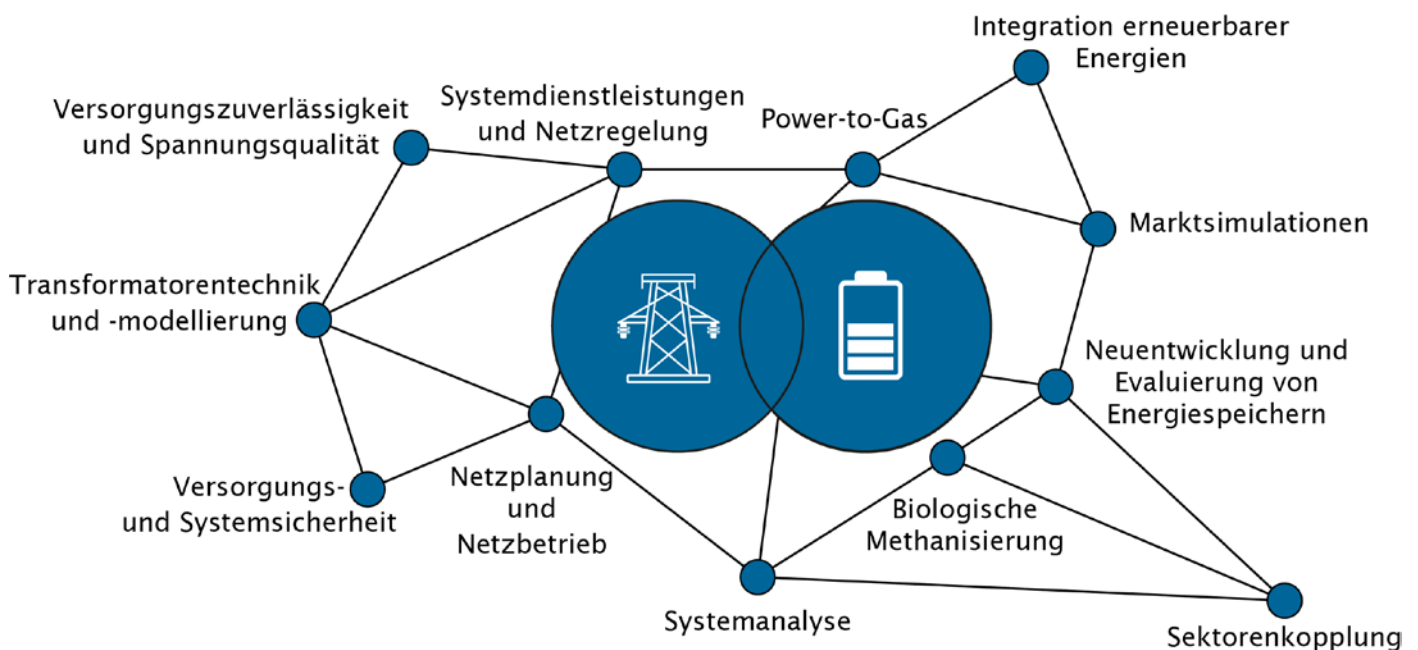 Integration erneuerbarer
Energien
Versorgungszuverlässigkeit
und Spannungsqualität
Systemdienstleistungen
und Netzregelung
Power-to-Gas
Marktsimulationen
Transformatorentechnik
und -modellierung
Neuentwicklung und
Evaluierung von
Energiespeichern
Versorgungs-
und Systemsicherheit
Netzplanung
und
Netzbetrieb
Biologische
Methanisierung
Systemanalyse
Sektorenkopplung